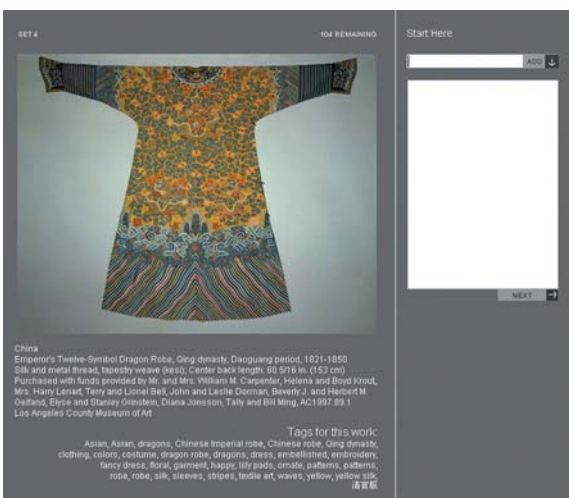 SET 4
104 REMAINING
Start Here
ADD
China
Emperor's Twelve-Symbol Dragon Robe, Qing dynasty, Daoguang period, 1821-1850
Silk and metal thread, tapestry weave (kesi), Center back length: 60 5/16 in. (153 cm)
Purchased with funds provided by Mr. and Mrs. William M. Carpenter, Helena and Boyd Krout,
Mrs. Harry Lenart, Terry and Lionel Bell, John and Leslie Dorman, Beverly J. and Herbert M.
Gelfand, Elyse and Stanley Grinstein, Diana Jonsson, Tally and Bill Ming, AC1997.89.1
Los Angeles County Museum of Art
NEXT
Tags for this work:
Asian, Asian, dragons, Chinese Imperial robe, Chinese robe, Qing dynasty,
clothing, colors, costume, dragon robe, dragons, dress, embellished, embroidery,
fancy dress, floral, garment, happy, lilly pads, ornate, patterns, patterns,
robe, robe, silk, sleeves, stripes, textile art, waves, yellow, yellow silk,
清官服